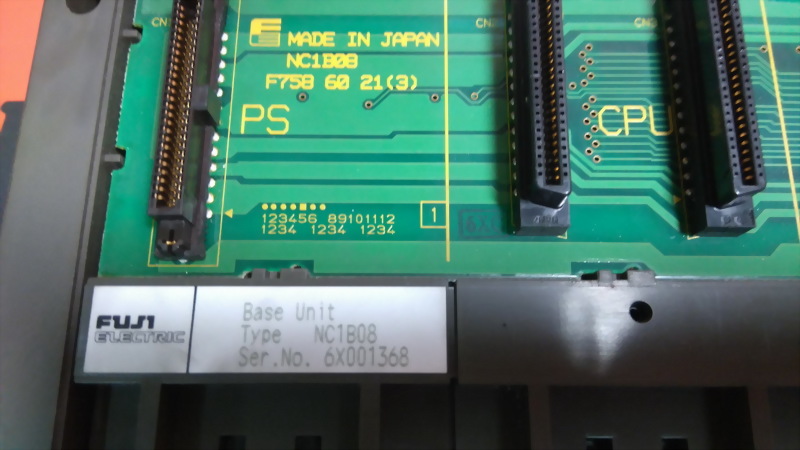 MADE IN JAPAN
NC1B08
F758 60 21(3)
PS
CPU
123456 89101112
1234 1234 1234
1
FUJI
ELECTRIC
Base Unit
Type NC1B08
Ser.No. 6X001368